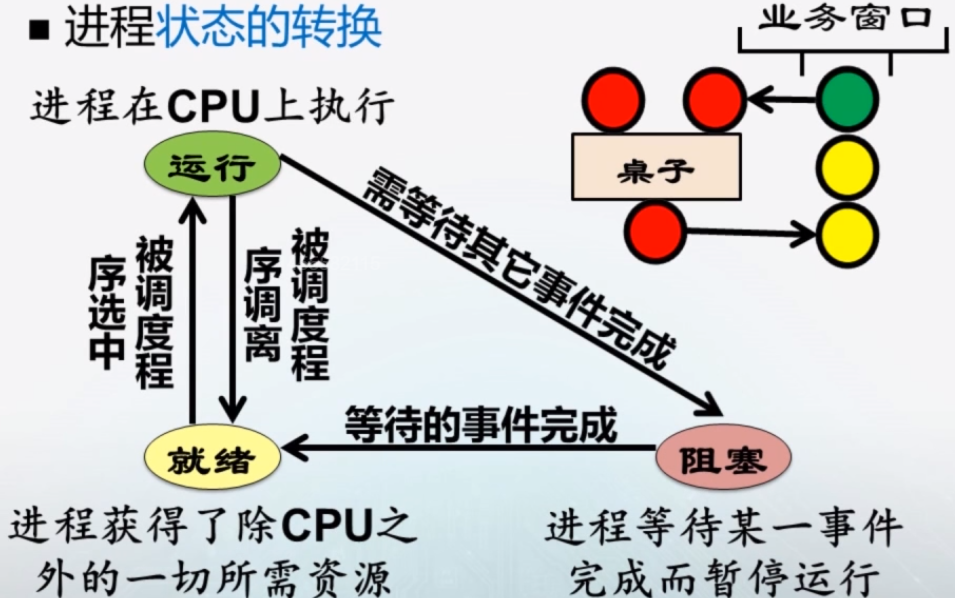 ■ 进程状态的转换
业务窗口
进程在CPU上执行
运行
桌子
需等待其它事件完成
被调度程
序选中
被调度程
序调离
等待的事件完成
就绪
阻塞
进程获得了除CPU之
外的一切所需资源
进程等待某一事件
完成而暂停运行